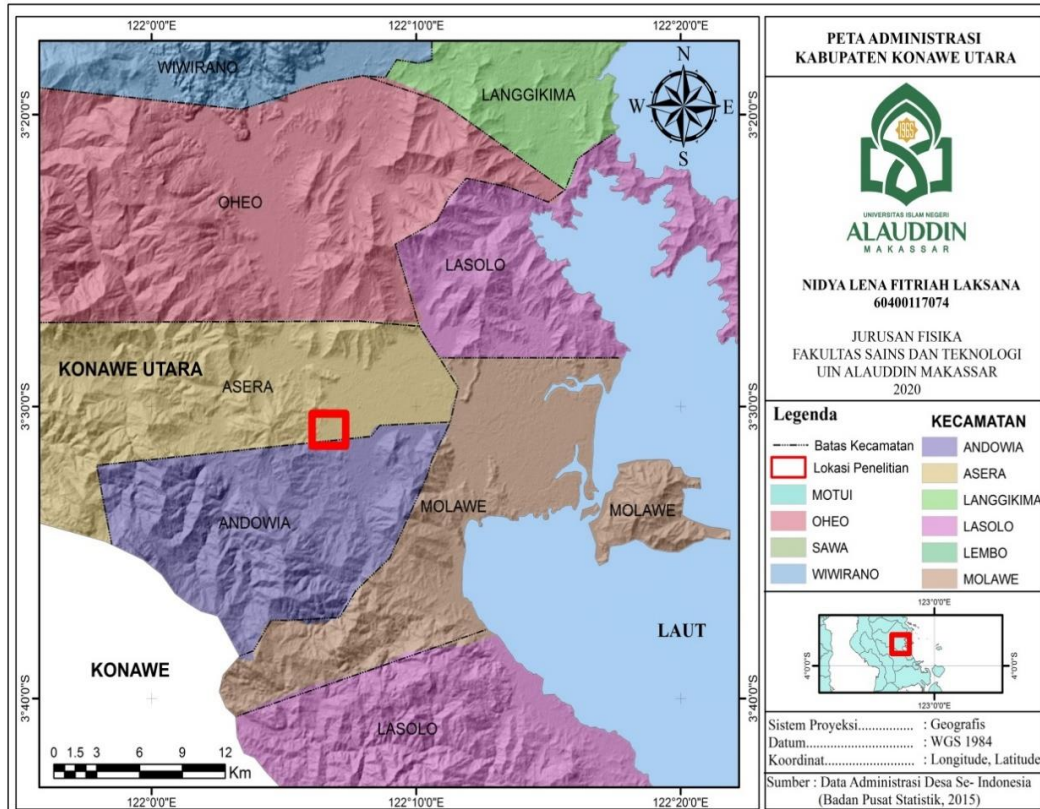 122°0'0"E
122°10'0"E
122°20'0"E
3°20'0"S
3°30'0"S
3°40'0"S
WIWIRANO
LANGGIKIMA
N
W
E
S
OHEO
LASOLO
KONAWE UTARA
ASERA
ANDOWIA
MOLAWE
MOLAWE
KONAWE
LAUT
LASOLO
0 1.5 3 6 9 12
Km
3°20'0"S
3°30'0"S
3°40'0"S
122°0'0"E
122°10'0"E
122°20'0"E
PETA ADMINISTRASI
KABUPATEN KONAWE UTARA
1965
UNIVERSITAS ISLAM NEGERI
ALAUDDIN
MAKASSAR
NIDYA LENA FITRIAH LAKSANA
60400117074
JURUSAN FISIKA
FAKULTAS SAINS DAN TEKNOLOGI
UIN ALAUDDIN MAKASSAR
2020
Legenda
Batas Kecamatan
Lokasi Penelitian
MOTUI
OHEO
SAWA
WIWIRANO
KECAMATAN
ANDOWIA
ASERA
LANGGIKIMA
LASOLO
LEMBO
MOLAWE
123°0'0"E
4°0'0"S
4°0'0"S
123°0'0"E
Sistem Proyeksi.............. : Geografis
Datum............................. : WGS 1984
Koordinat....................... : Longitude, Latitude
Sumber : Data Administrasi Desa Se- Indonesia
(Badan Pusat Statistik, 2015)